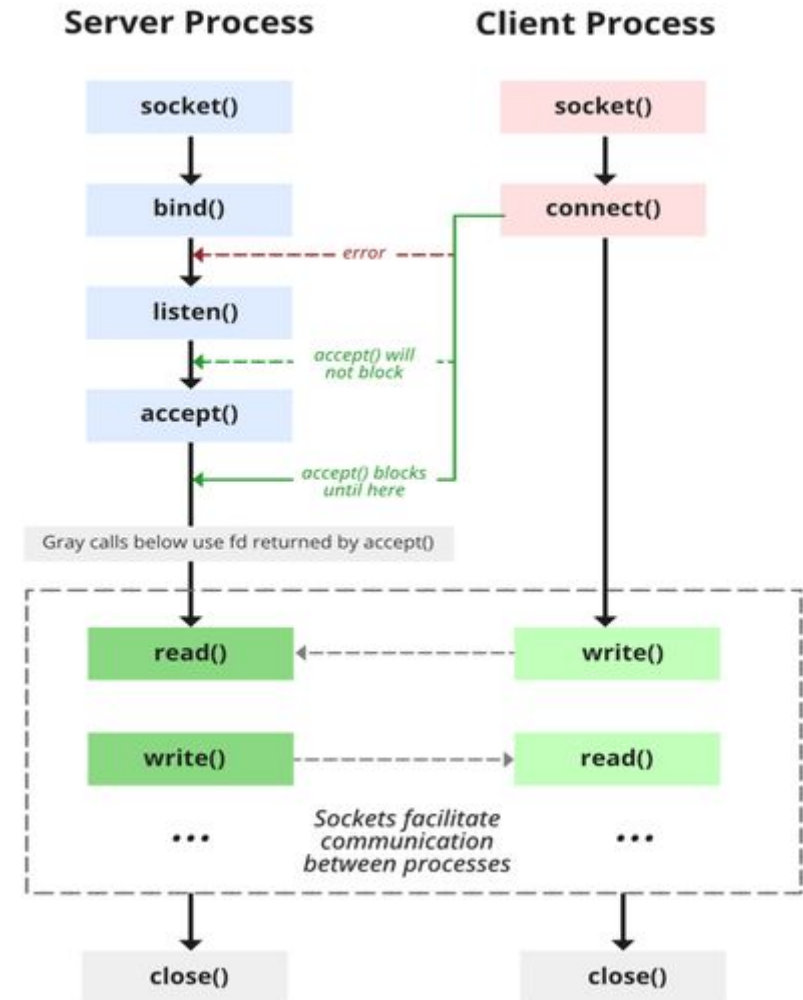 Server Process
Client Process
socket()
socket()
bind()
connect()
error
listen()
accept() will
not block
accept()
accept() blocks
until here
Gray calls below use fd returned by accept()
read()
write()
write()
read()
...
Sockets facilitate
communication
between processes
...
close()
close()